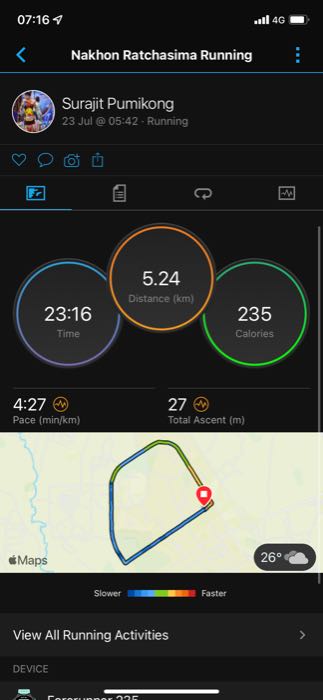 07:16
4G
Nakhon Ratchasima Running
Surajit Pumikong
23 Jul @ 05:42 · Running
5.24
Distance (km)
23:16
Time
235
Calories
4:27
Pace (min/km)
27
Total Ascent (m)
Maps
26°
Slower
Faster
View All Running Activities
DEVICE
Forerunner 235